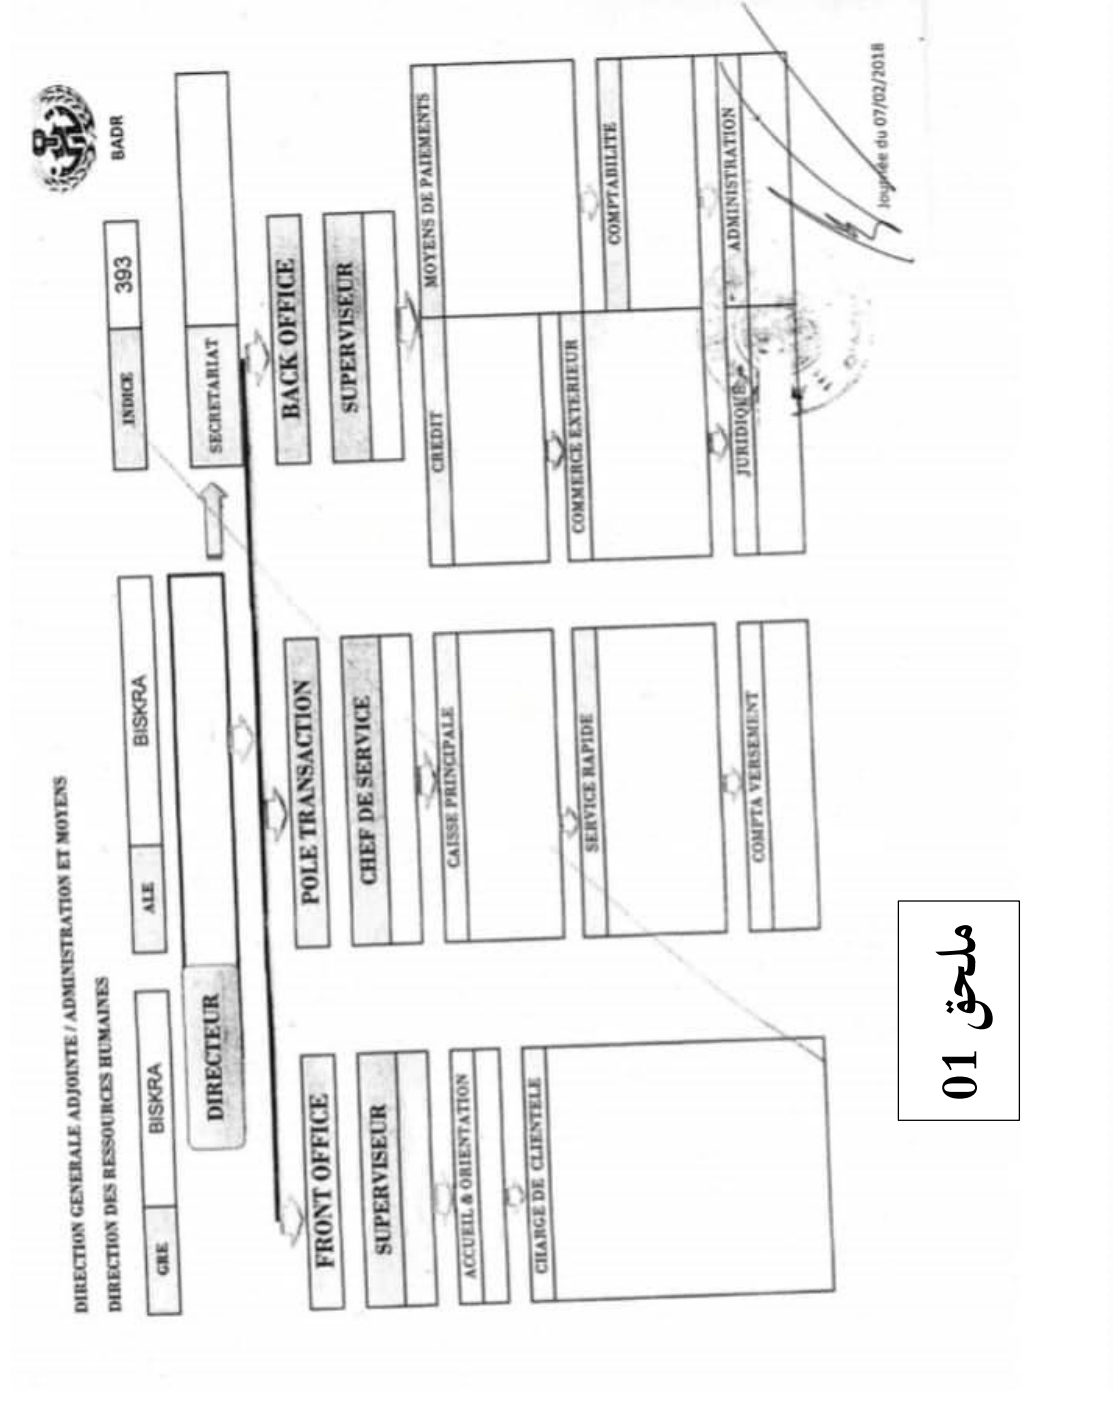 DIRECTION GENERALE ADJOINTE / ADMINISTRATION ET MOYENS
DIRECTION DES RESSOURCES HUMAINES
BADR
GRE BISKRA ALE BISKRA INDICE 393
DIRECTEUR
SECRETARIAT
FRONT OFFICE
SUPERVISEUR
ACCUEIL & ORIENTATION
CHARGE DE CLIENTELE
POLE TRANSACTION
CHEF DE SERVICE
CAISSE PRINCIPALE
SERVICE RAPIDE
COMPTA VERSEMENT
BACK OFFICE
SUPERVISEUR
CREDIT
MOYENS DE PAIEMENTS
COMMERCE EXTERIEUR
COMPTABILITE
JURIDIQUE
ADMINISTRATION
Journée du 07/02/2018
ملحق 01